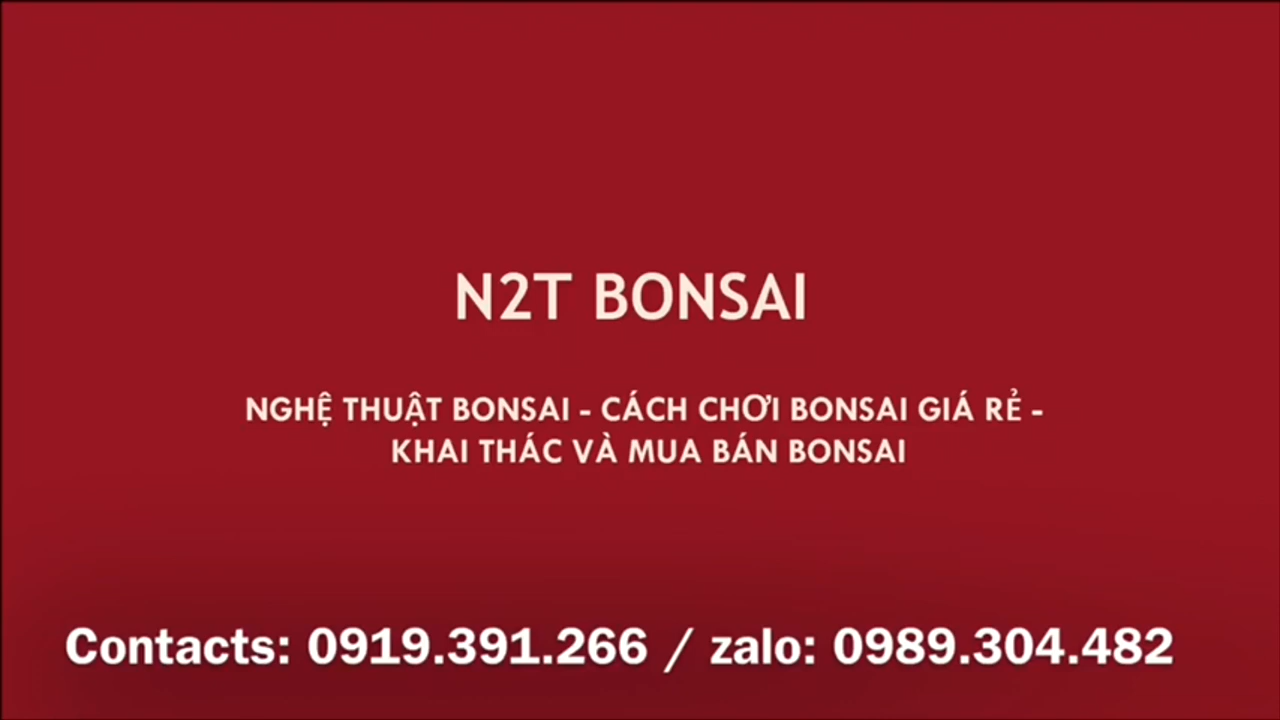 N2T BONSAI
NGHỆ THUẬT BONSAI - CÁCH CHƠI BONSAI GIÁ RẺ -
KHAI THÁC VÀ MUA BÁN BONSAI
Contacts: 0919.391.266 / zalo: 0989.304.482